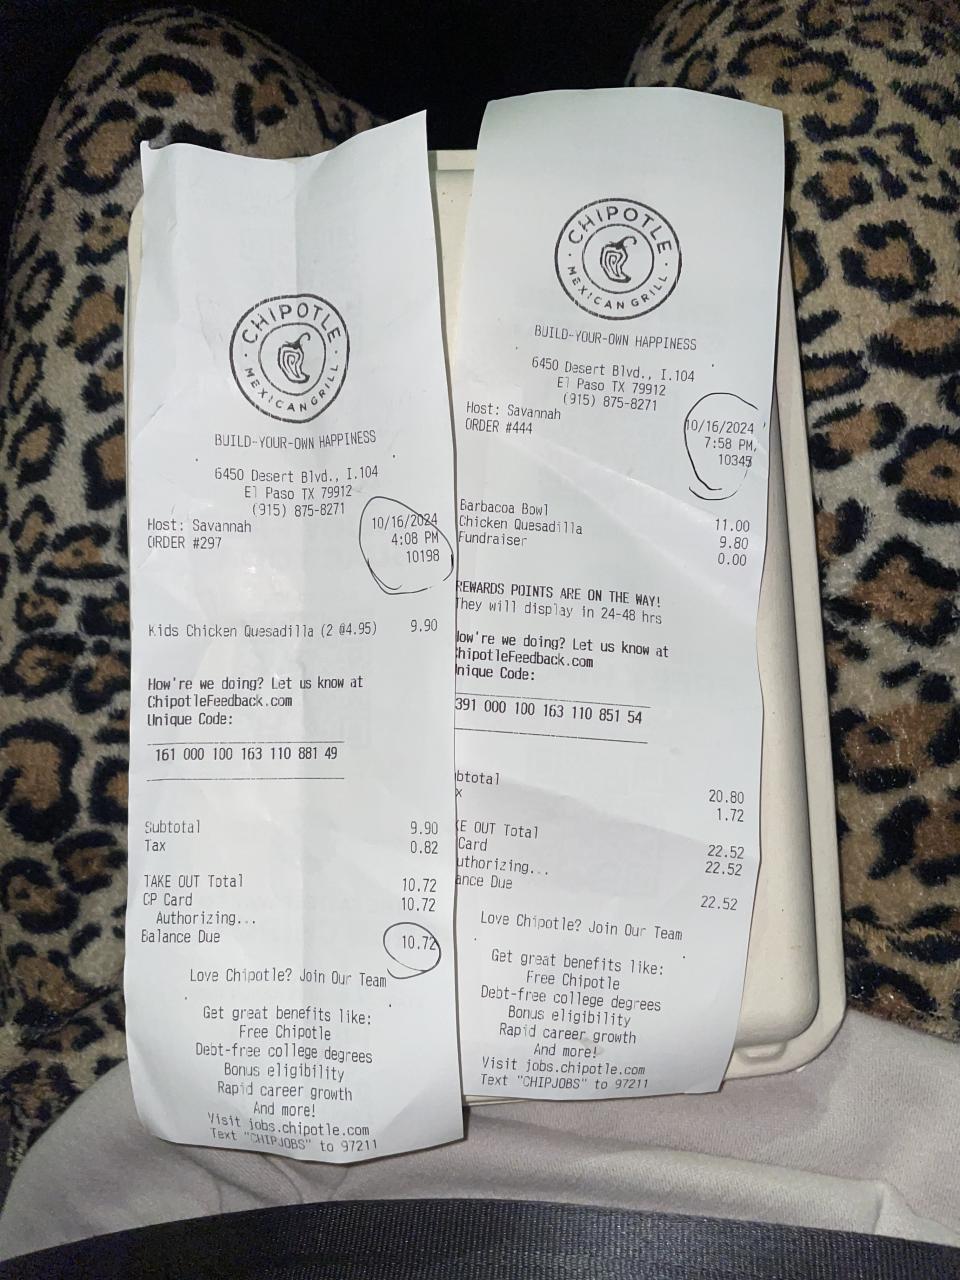 CHIPOTLE
MEXICAN GRILL
BUILD-YOUR-OWN HAPPINESS
6450 Desert Blvd., I.104
El Paso TX 79912
(915) 875-8271
Host: Savannah 10/16/2024
ORDER #297 4:08 PM
10198
Kids Chicken Quesadilla (2 @4.95) 9.90
How're we doing? Let us know at
ChipotleFeedback.com
Unique Code:
161 000 100 163 110 881 49
Subtotal 9.90
Tax 0.82
TAKE OUT Total 10.72
CP Card 10.72
Authorizing...
Balance Due 10.72
Love Chipotle? Join Our Team
Get great benefits like:
Free Chipotle
Debt-free college degrees
Bonus eligibility
Rapid career growth
And more!
Visit jobs.chipotle.com
Text "CHIPJOBS" to 97211
CHIPOTLE
MEXICAN GRILL
BUILD-YOUR-OWN HAPPINESS
6450 Desert Blvd., I.104
El Paso TX 79912
(915) 875-8271
Host: Savannah 10/16/2024
ORDER #444 7:58 PM
10345
Barbacoa Bowl 11.00
Chicken Quesadilla 9.80
Fundraiser 0.00
REWARDS POINTS ARE ON THE WAY!
They will display in 24-48 hrs
How're we doing? Let us know at
hipotleFeedback.com
nique Code:
391 000 100 163 110 851 54
btotal 20.80
x 1.72
KE OUT Total 22.52
Card 22.52
uthorizing...
ance Due 22.52
Love Chipotle? Join Our Team
Get great benefits like:
Free Chipotle
Debt-free college degrees
Bonus eligibility
Rapid career growth
And more!
Visit jobs.chipotle.com
Text "CHIPJOBS" to 97211